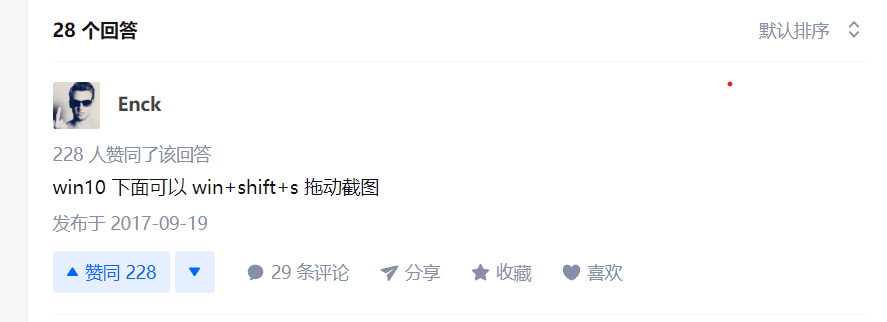 28 个回答
默认排序
Enck
228 人赞同了该回答
win10 下面可以 win+shift+s 拖动截图
发布于 2017-09-19
赞同 228 29 条评论 分享 收藏 喜欢